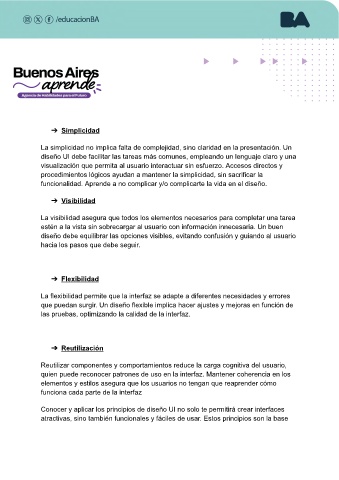 /educacionBA
BA
Buenos Aires
aprende
Agencia de Habilidades para el Futuro
➔ Simplicidad
La simplicidad no implica falta de complejidad, sino claridad en la presentación. Un
diseño UI debe facilitar las tareas más comunes, empleando un lenguaje claro y una
visualización que permita al usuario interactuar sin esfuerzo. Accesos directos y
procedimientos lógicos ayudan a mantener la simplicidad, sin sacrificar la
funcionalidad. Aprende a no complicar y/o complicarte la vida en el diseño.
➔ Visibilidad
La visibilidad asegura que todos los elementos necesarios para completar una tarea
estén a la vista sin sobrecargar al usuario con información innecesaria. Un buen
diseño debe equilibrar las opciones visibles, evitando confusión y guiando al usuario
hacia los pasos que debe seguir.
➔ Flexibilidad
La flexibilidad permite que la interfaz se adapte a diferentes necesidades y errores
que puedan surgir. Un diseño flexible implica hacer ajustes y mejoras en función de
las pruebas, optimizando la calidad de la interfaz.
➔ Reutilización
Reutilizar componentes y comportamientos reduce la carga cognitiva del usuario,
quien puede reconocer patrones de uso en la interfaz. Mantener coherencia en los
elementos y estilos asegura que los usuarios no tengan que reaprender cómo
funciona cada parte de la interfaz
Conocer y aplicar los principios de diseño UI no solo te permitirá crear interfaces
atractivas, sino también funcionales y fáciles de usar. Estos principios son la base